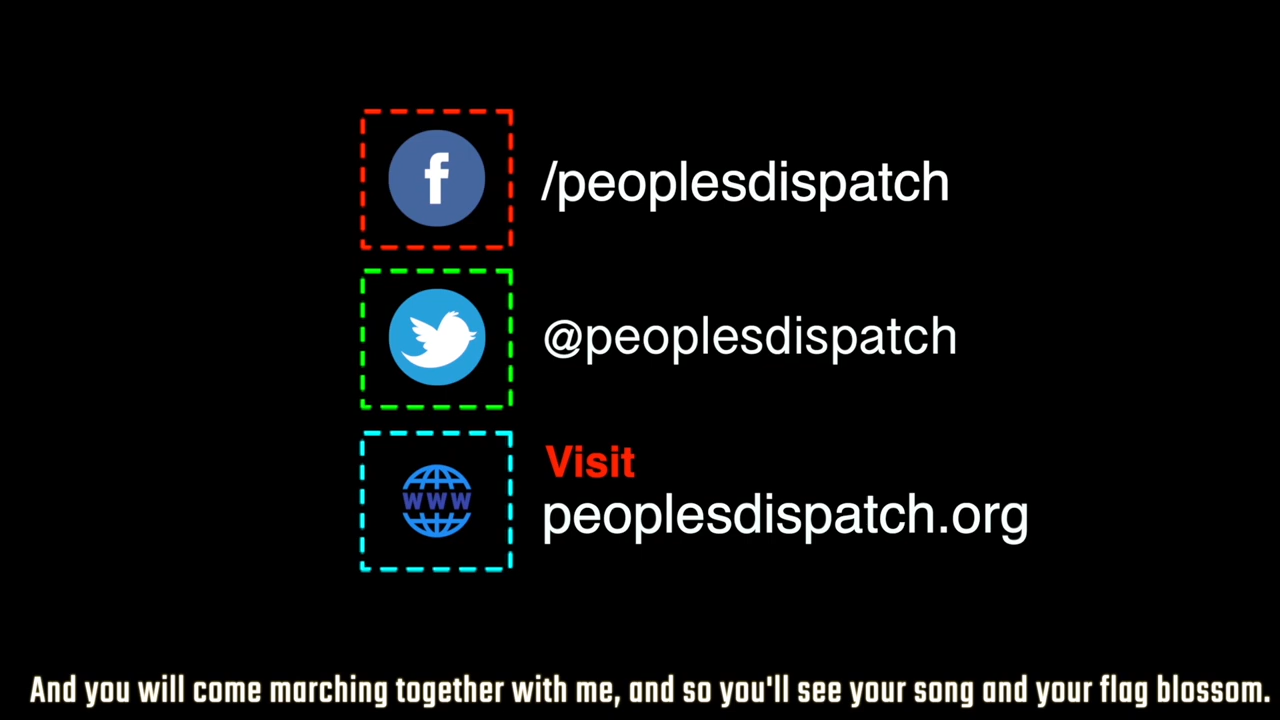 f
/peoplesdispatch
@peoplesdispatch
Visit
www
peoplesdispatch.org
And you will come marching together with me, and so you'll see your song and your flag blossom.